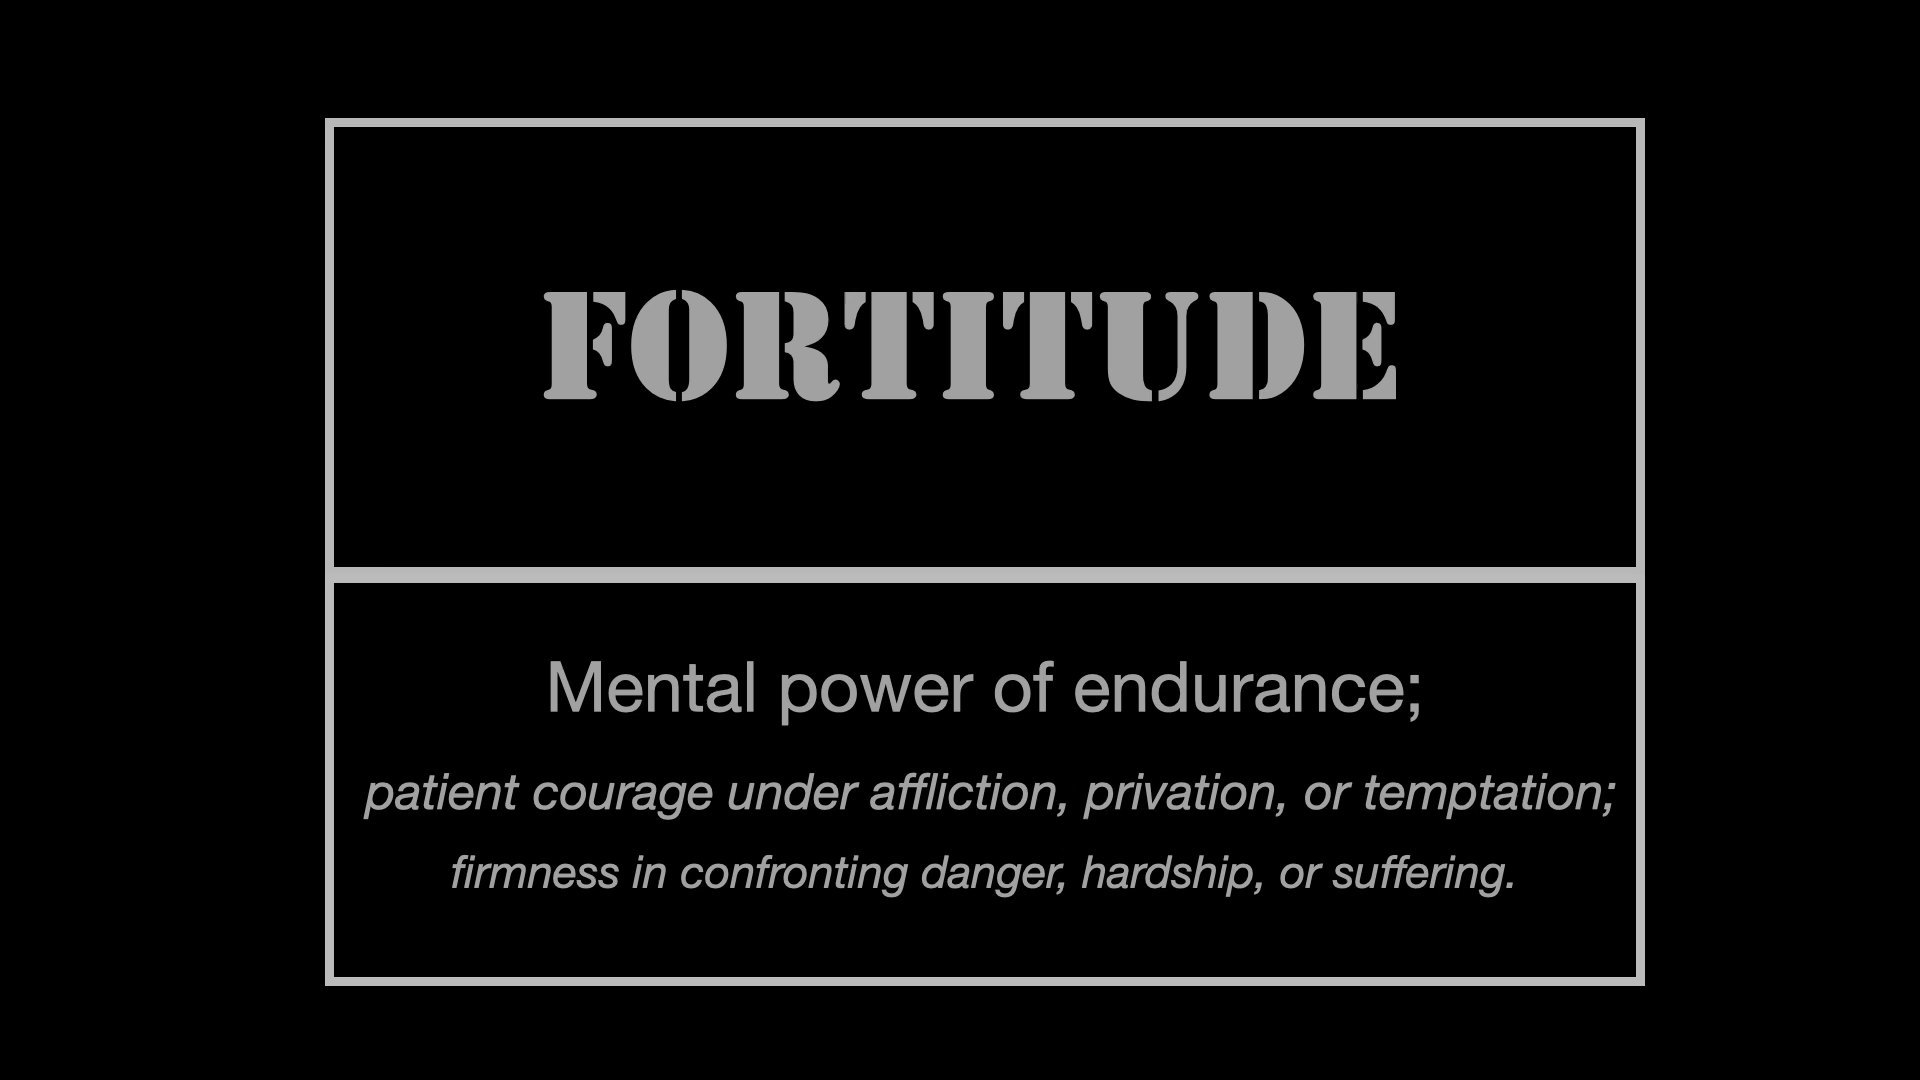 FORTITUDE
Mental power of endurance;
patient courage under affliction, privation, or temptation;
firmness in confronting danger, hardship, or suffering.